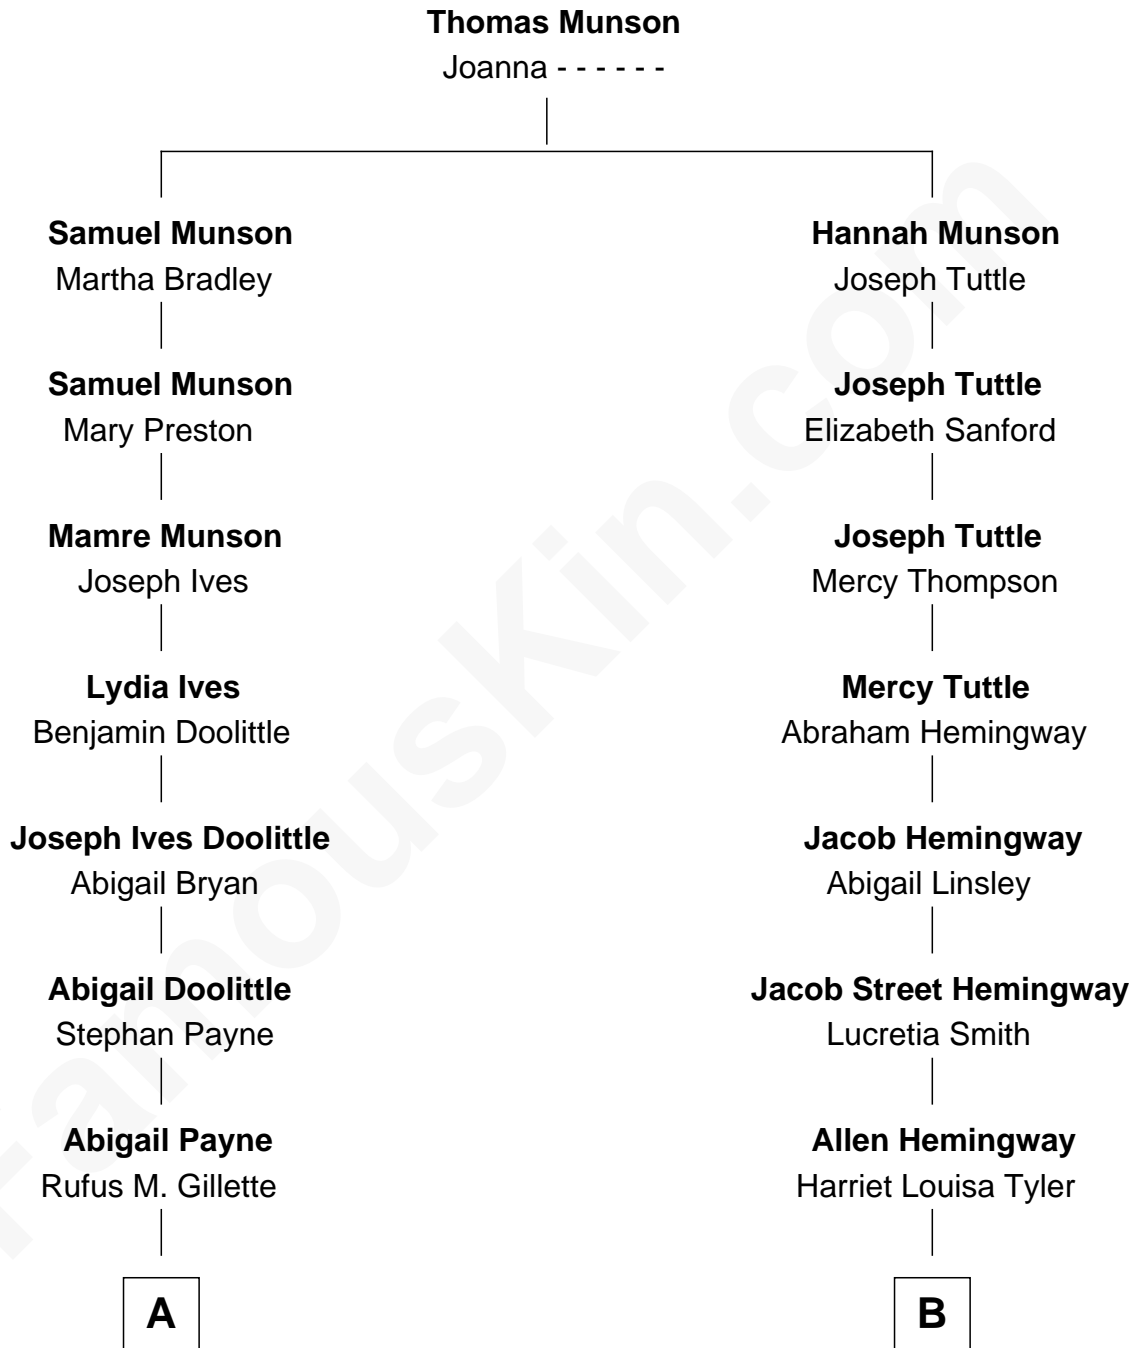 Thomas Munson
Joanna - - - - - -
Samuel Munson
Martha Bradley
Hannah Munson
Joseph Tuttle
Samuel Munson
Mary Preston
Joseph Tuttle
Elizabeth Sanford
Mamre Munson
Joseph Ives
Joseph Tuttle
Mercy Thompson
Lydia Ives
Benjamin Doolittle
Mercy Tuttle
Abraham Hemingway
Joseph Ives Doolittle
Abigail Bryan
Jacob Hemingway
Abigail Linsley
Abigail Doolittle
Stephan Payne
Jacob Street Hemingway
Lucretia Smith
Abigail Payne
Rufus M. Gillette
Allen Hemingway
Harriet Louisa Tyler
A
B
FamousKin.com